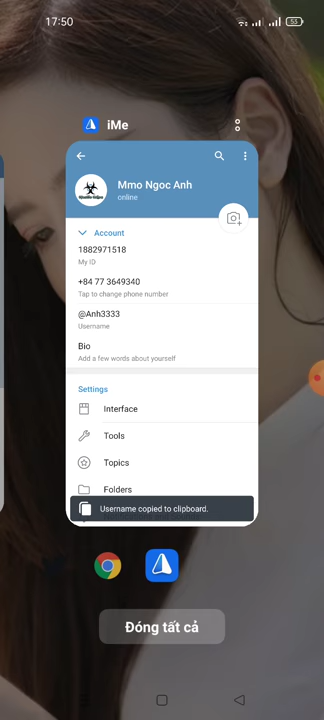 17:50
53
iMe
Mmo Ngoc Anh
online
Account
1882971518
My ID
+84 77 3649340
Tap to change phone number
@Anh3333
Username
Bio
Add a few words about yourself
Settings
Interface
Tools
Topics
Folders
Username copied to clipboard.
Đóng tất cả